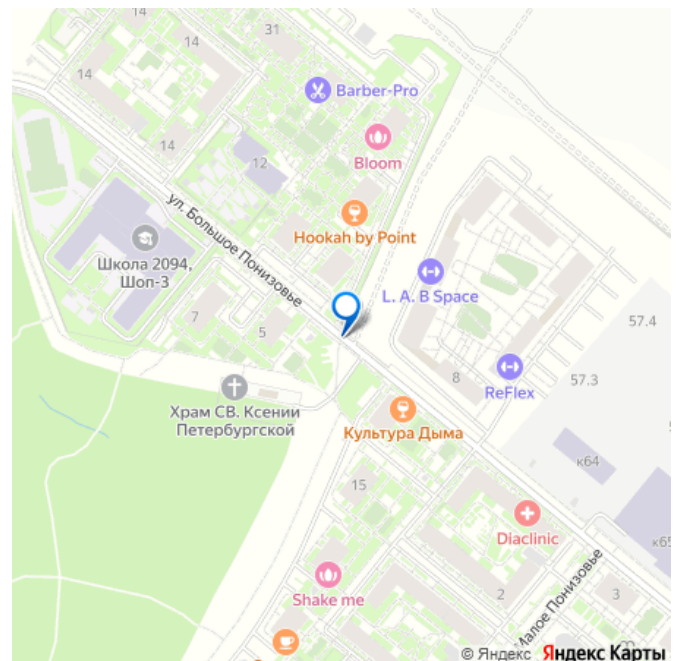 14
31
14
14
Barber-Pro
14
12
Bloom
ул. Большое Понизовье
Hookah by Point
Школа 2094,
Шоп-3
L. A. B Space
57.4
7
5
8
ReFlex
57.3
Храм СВ. Ксении
Петербургской
Культура Дыма
к64
15
Diaclinic
к65
Shake me
2
Малое Понизовье
3
© Яндекс Яндекс Карты